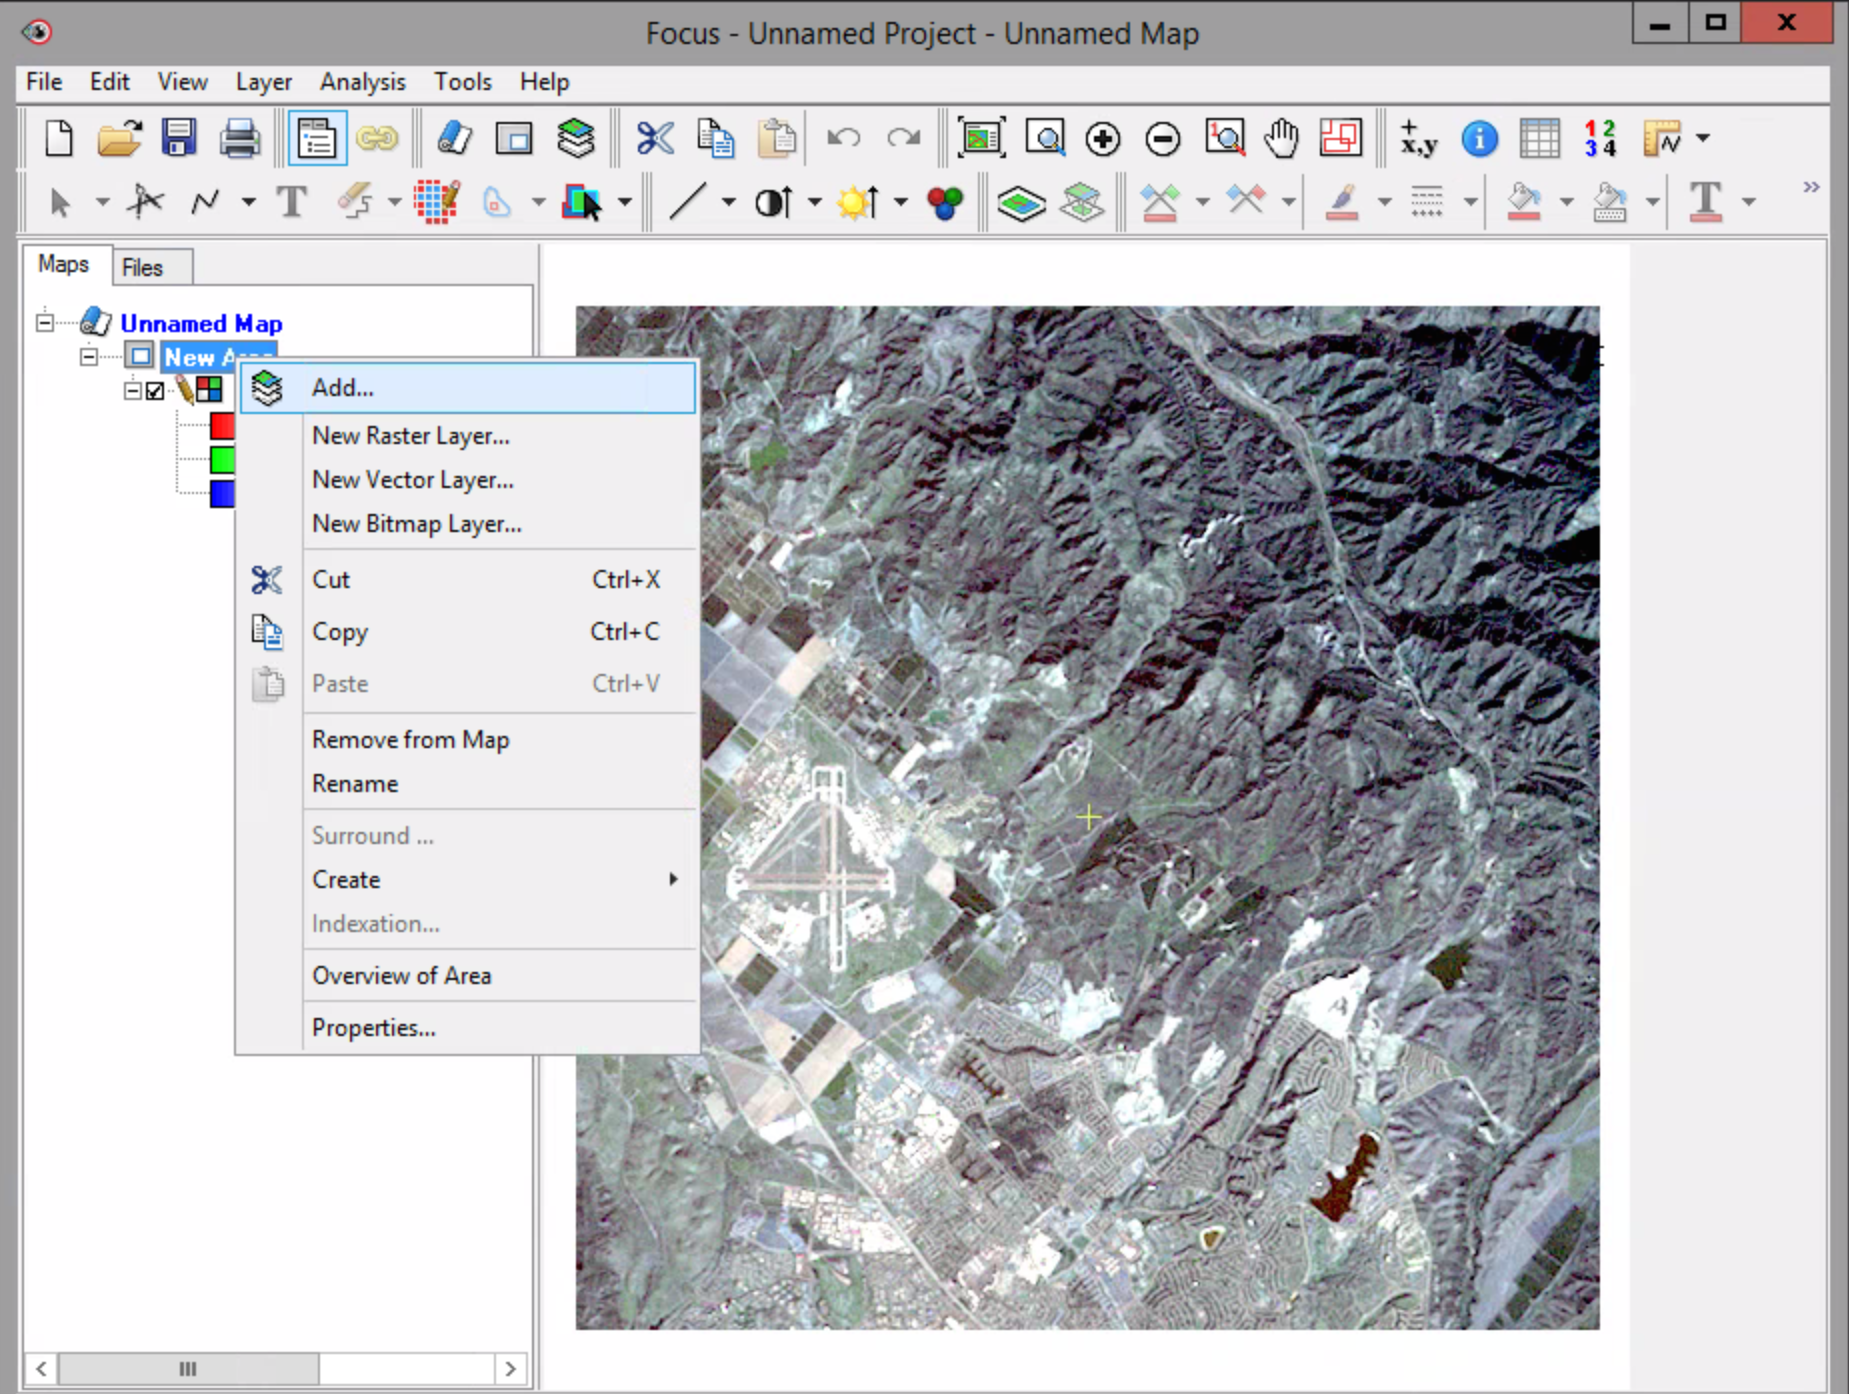 Focus - Unnamed Project - Unnamed Map
File Edit View Layer Analysis Tools Help
+
x,y
1 2
3 4
T
T
Maps Files
Unnamed Map
New
Add...
New Raster Layer...
New Vector Layer...
New Bitmap Layer...
Cut Ctrl+X
Copy Ctrl+C
Paste Ctrl+V
Remove from Map
Rename
Surround ...
Create
Indexation...
Overview of Area
Properties...